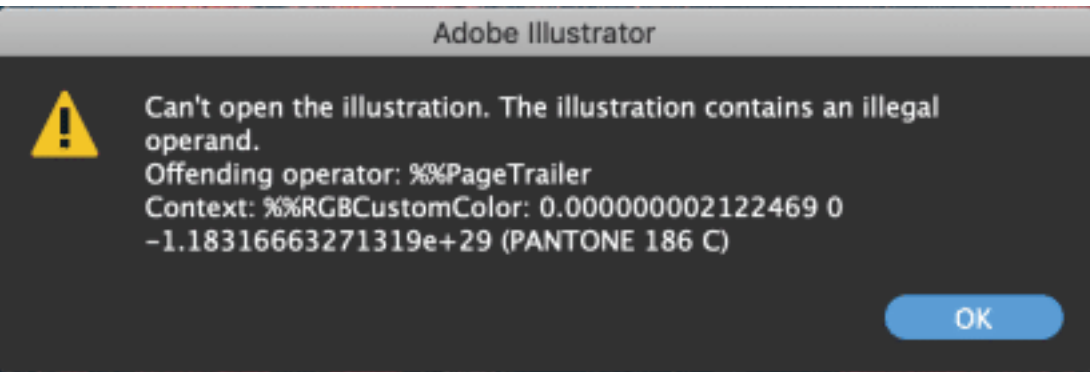 Adobe Illustrator
Can't open the illustration. The illustration contains an illegal
operand.
Offending operator: %%PageTrailer
Context: %%RGBCustomColor: 0.000000002122469 0
-1.18316663271319e+29 (PANTONE 186 C)
OK